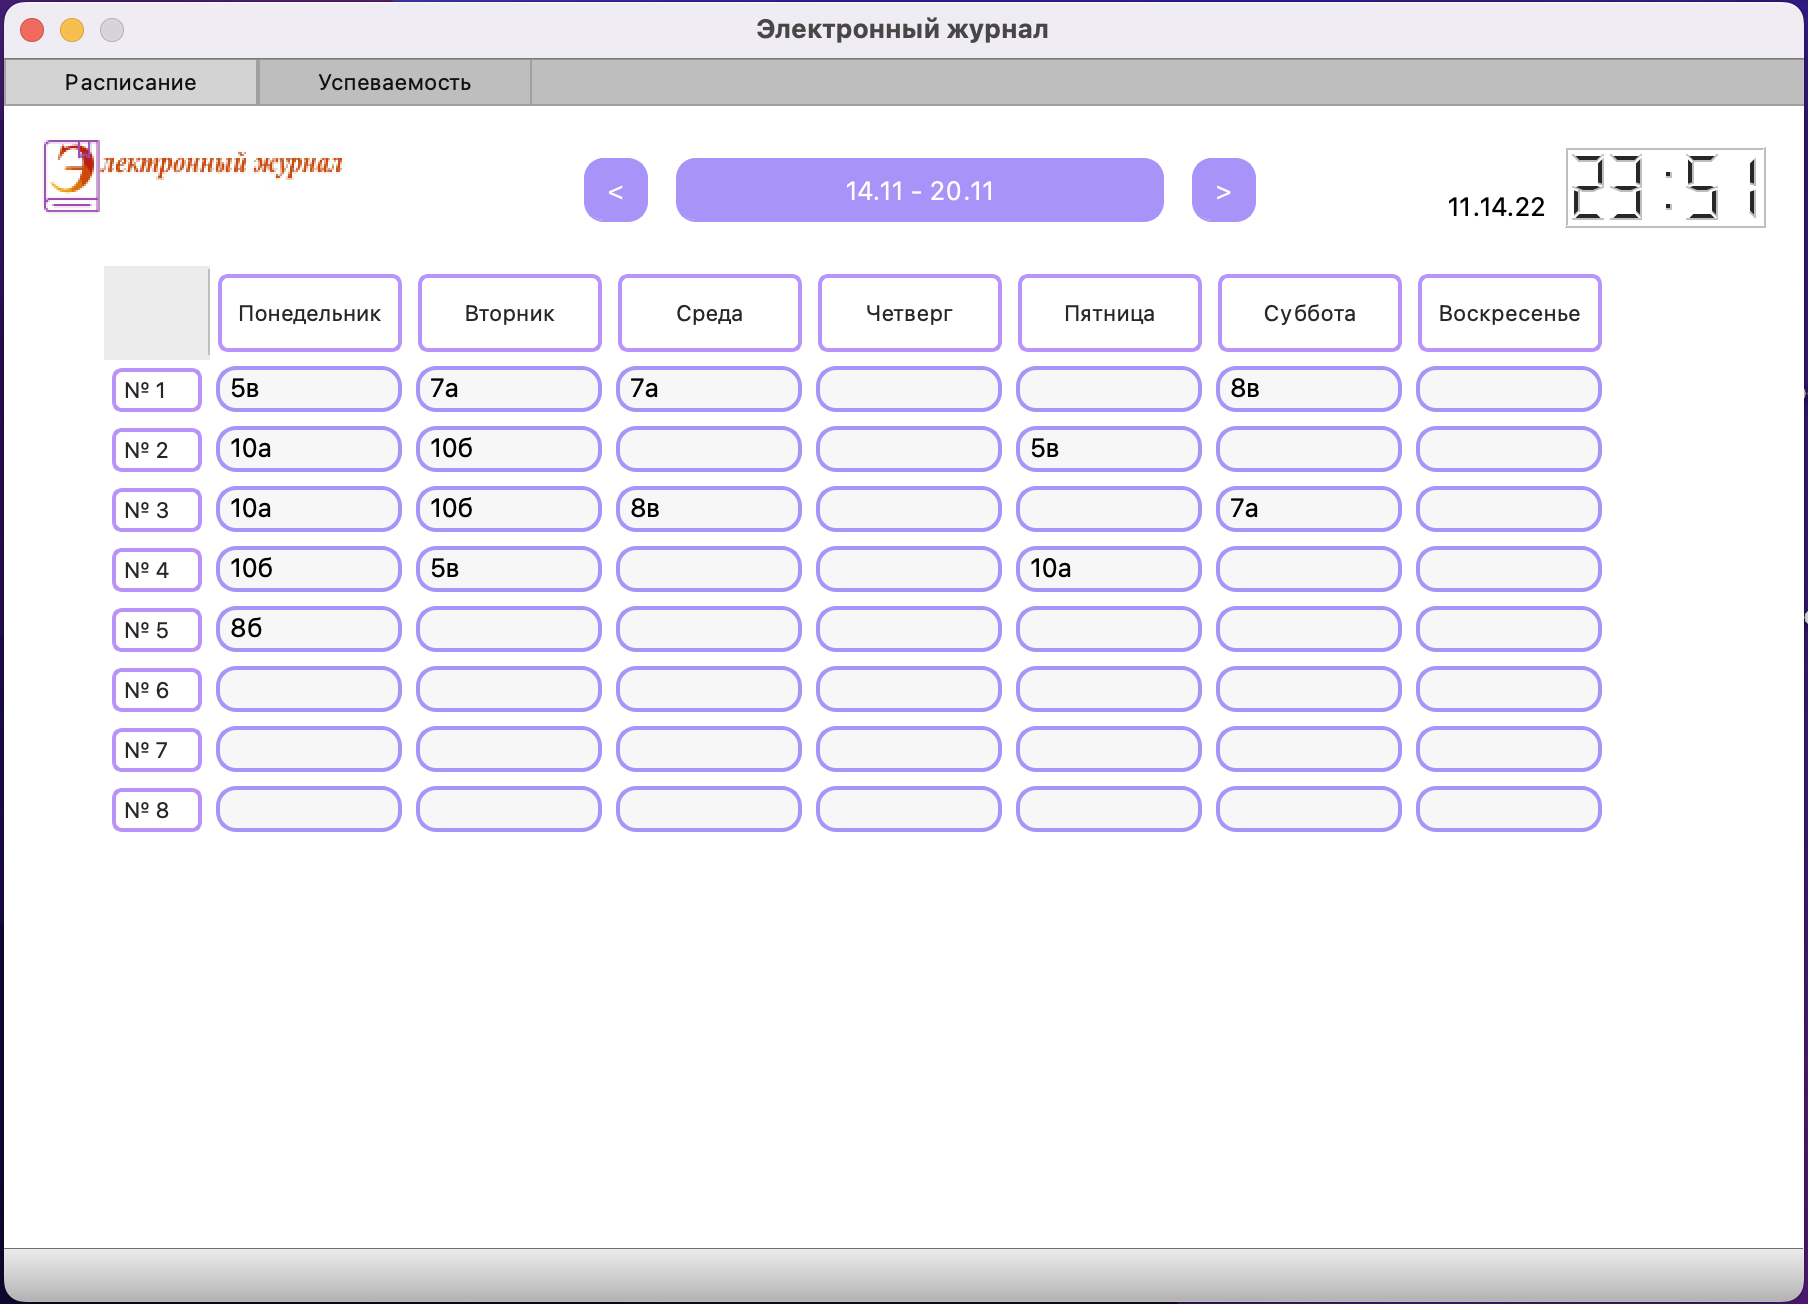 Электронный журнал
Расписание Успеваемость
Электронный журнал
< 14.11 - 20.11 > 11.14.22 23:51
Понедельник Вторник Среда Четверг Пятница Суббота Воскресенье
№ 1 5в 7а 7а 8в
№ 2 10а 10б 5в
№ 3 10а 10б 8в 7а
№ 4 10б 5в 10а
№ 5 8б
№ 6
№ 7
№ 8